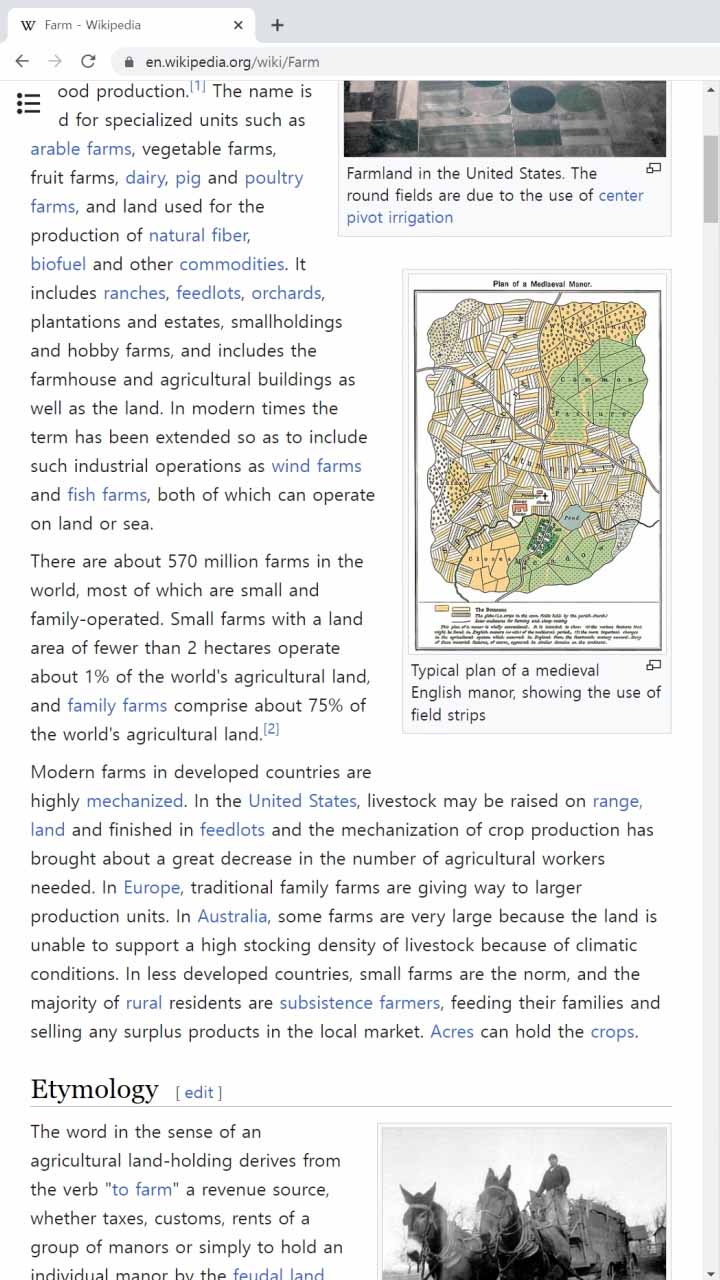 Farm - Wikipedia
en.wikipedia.org/wiki/Farm
ood production.[1] The name is
d for specialized units such as
arable farms, vegetable farms,
fruit farms, dairy, pig and poultry
farms, and land used for the
production of natural fiber,
biofuel and other commodities. It
includes ranches, feedlots, orchards,
plantations and estates, smallholdings
and hobby farms, and includes the
farmhouse and agricultural buildings as
well as the land. In modern times the
term has been extended so as to include
such industrial operations as wind farms
and fish farms, both of which can operate
on land or sea.
Farmland in the United States. The
round fields are due to the use of center
pivot irrigation
Plan of a Mediaeval Manor.
Common
Pasture
Pond
Close
The Demesne
Typical plan of a medieval
English manor, showing the use of
field strips
There are about 570 million farms in the
world, most of which are small and
family-operated. Small farms with a land
area of fewer than 2 hectares operate
about 1% of the world's agricultural land,
and family farms comprise about 75% of
the world's agricultural land.[2]
Modern farms in developed countries are
highly mechanized. In the United States, livestock may be raised on range,
land and finished in feedlots and the mechanization of crop production has
brought about a great decrease in the number of agricultural workers
needed. In Europe, traditional family farms are giving way to larger
production units. In Australia, some farms are very large because the land is
unable to support a high stocking density of livestock because of climatic
conditions. In less developed countries, small farms are the norm, and the
majority of rural residents are subsistence farmers, feeding their families and
selling any surplus products in the local market. Acres can hold the crops.
Etymology [ edit ]
The word in the sense of an
agricultural land-holding derives from
the verb "to farm" a revenue source,
whether taxes, customs, rents of a
group of manors or simply to hold an
individual manor by the feudal land